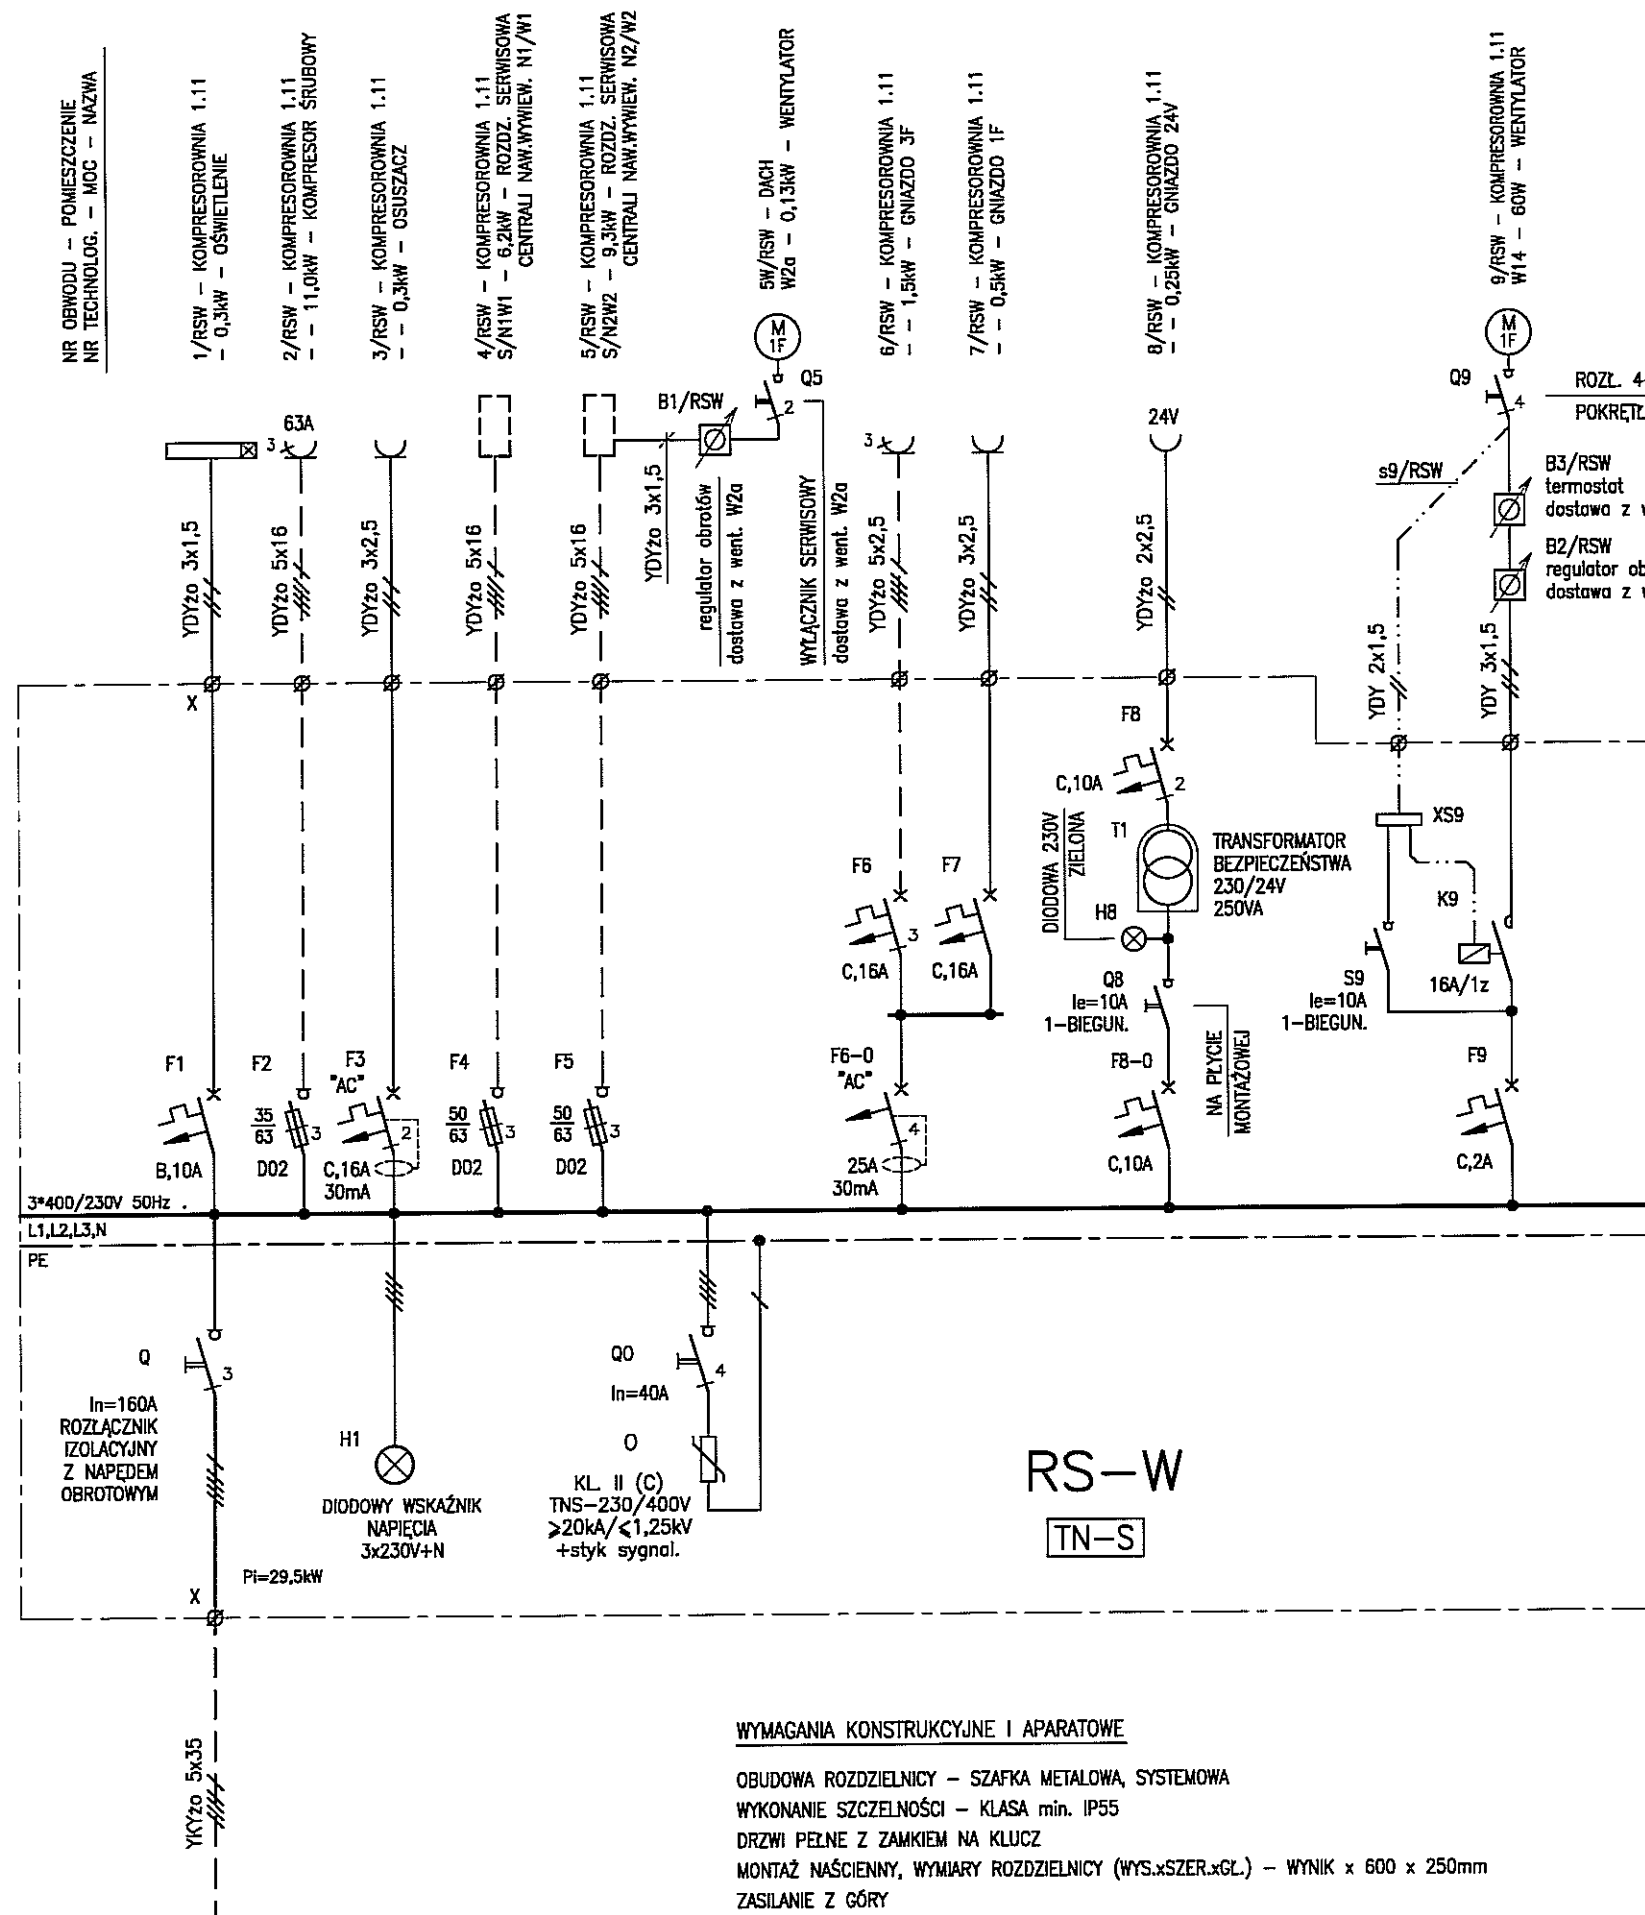 NR OBWODU – POMIESZCZENIE
NR TECHNOLOG. – MOC – NAZWA
1/RSW – KOMPRESOROWNIA 1.11
– 0,3kW – OŚWIETLENIE
2/RSW – KOMPRESOROWNIA 1.11
– – 11,0kW – KOMPRESOR ŚRUBOWY
3/RSW – KOMPRESOROWNIA 1.11
– – 0,3kW – OSUSZACZ
4/RSW – KOMPRESOROWNIA 1.11
S/N1W1 – 6,2kW – ROZDZ. SERWISOWA
CENTRALI NAW.WYWIEW. N1/W1
5/RSW – KOMPRESOROWNIA 1.11
S/N2W2 – 9,3kW – ROZDZ. SERWISOWA
CENTRALI NAW.WYWIEW. N2/W2
5W/RSW – DACH
W2a – 0,13kW – WENTYLATOR
6/RSW – KOMPRESOROWNIA 1.11
– – 1,5kW – GNIAZDO 3F
7/RSW – KOMPRESOROWNIA 1.11
– – 0,5kW – GNIAZDO 1F
8/RSW – KOMPRESOROWNIA 1.11
– – 0,25kW – GNIAZDO 24V
9/RSW – KOMPRESOROWNIA 1.11
W14 – 60W – WENTYLATOR
M
1F
M
1F
Q5
2
Q9
4
ROZŁ. 4-
POKRĘTŁ
B1/RSW
63A
3
3
24V
s9/RSW
B3/RSW
termostat
dostawa z w
B2/RSW
regulator ob
dostawa z w
YDYżo 3x1,5
YDYżo 5x16
YDYżo 3x2,5
YDYżo 5x16
YDYżo 5x16
YDYżo 3x1,5
regulator obrotów
dostawa z went. W2a
WYŁĄCZNIK SERWISOWY
dostawa z went. W2a
YDYżo 5x2,5
YDYżo 3x2,5
YDYżo 2x2,5
YDY 2x1,5
YDY 3x1,5
X
F8
C,10A
2
T1
TRANSFORMATOR
BEZPIECZEŃSTWA
230/24V
250VA
DIODOWA 230V
ZIELONA
H8
XS9
K9
16A/1z
S9
Ie=10A
1–BIEGUN.
F6
3
C,16A
F7
C,16A
Q8
Ie=10A
1–BIEGUN.
NA PŁYCIE
MONTAŻOWEJ
F1
B,10A
F2
35
63
3
D02
F3
"AC"
2
C,16A
30mA
F4
50
63
3
D02
F5
50
63
3
D02
F6–0
"AC"
4
25A
30mA
F8–0
C,10A
F9
C,2A
3*400/230V 50Hz .
L1,L2,L3,N
PE
Q
3
In=160A
ROZŁĄCZNIK
IZOLACYJNY
Z NAPĘDEM
OBROTOWYM
H1
DIODOWY WSKAŹNIK
NAPIĘCIA
3x230V+N
Q0
4
In=40A
O
KL. II (C)
TNS–230/400V
≥20kA/≤1,25kV
+styk sygnal.
RS–W
TN–S
X
Pi=29,5kW
YKYżo 5x35
WYMAGANIA KONSTRUKCYJNE I APARATOWE
OBUDOWA ROZDZIELNICY – SZAFKA METALOWA, SYSTEMOWA
WYKONANIE SZCZELNOŚCI – KLASA min. IP55
DRZWI PEŁNE Z ZAMKIEM NA KLUCZ
MONTAŻ NAŚCIENNY, WYMIARY ROZDZIELNICY (WYS.xSZER.xGŁ.) – WYNIK x 600 x 250mm
ZASILANIE Z GÓRY